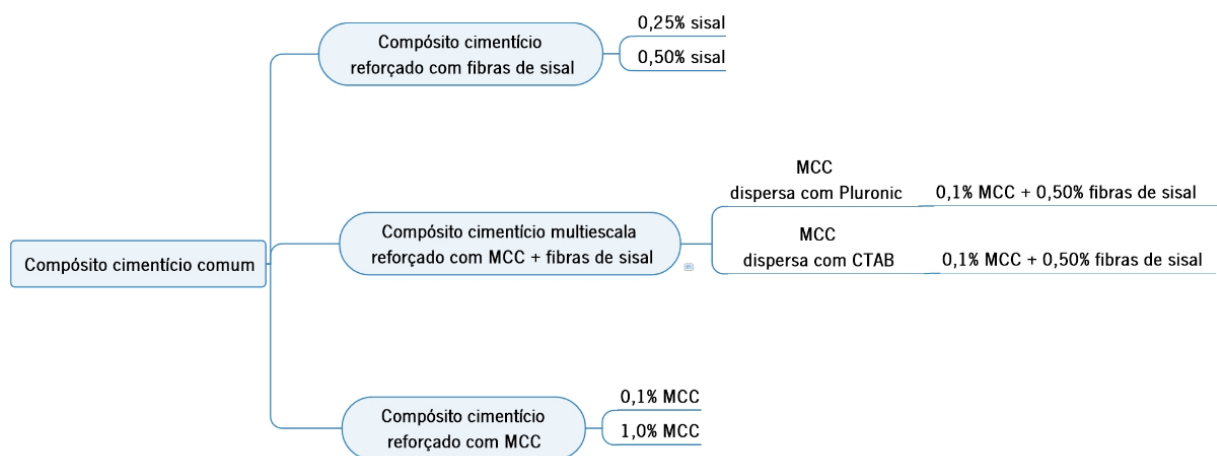 Compósito cimentício comum
Compósito cimentício
reforçado com fibras de sisal
0,25% sisal
0,50% sisal
Compósito cimentício multiescala
reforçado com MCC + fibras de sisal
MCC
dispersa com Pluronic
0,1% MCC + 0,50% fibras de sisal
MCC
dispersa com CTAB
0,1% MCC + 0,50% fibras de sisal
Compósito cimentício
reforçado com MCC
0,1% MCC
1,0% MCC